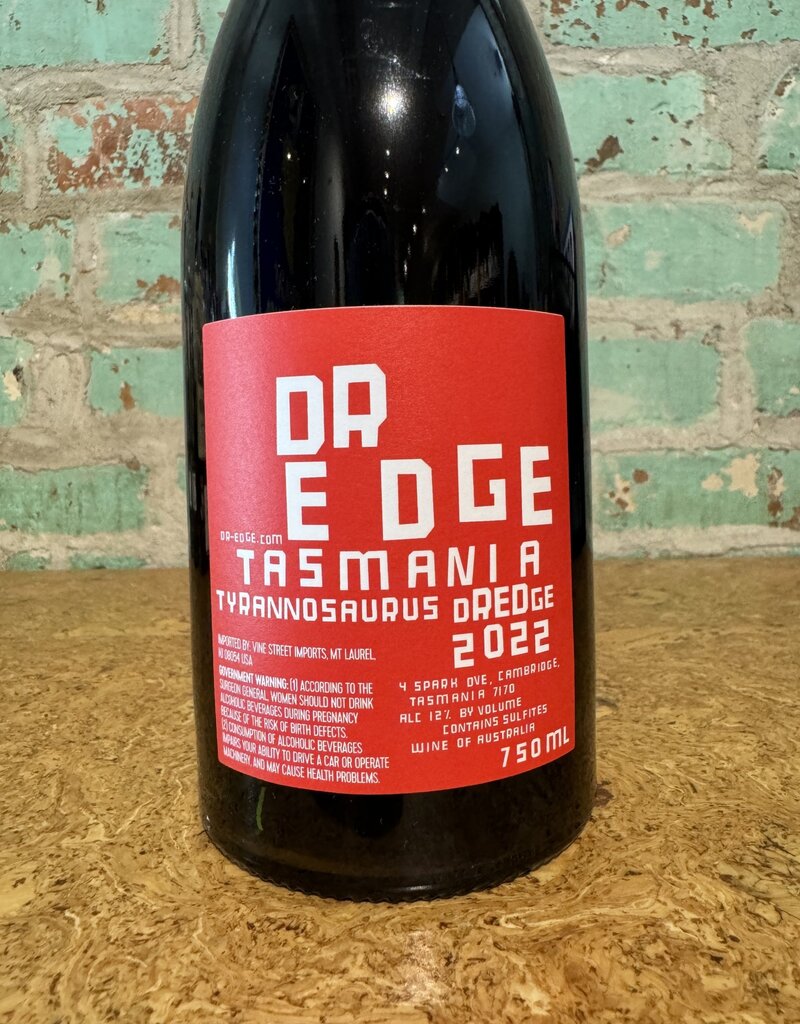 DR
E DGE
DR-EDGE.COM
TASMANIA
TYRANNOSAURUS DREDGE
2022
IMPORTED BY: VINE STREET IMPORTS, MT LAUREL,
NJ 08054 USA
GOVERNMENT WARNING: (1) ACCORDING TO THE
SURGEON GENERAL, WOMEN SHOULD NOT DRINK
ALCOHOLIC BEVERAGES DURING PREGNANCY
BECAUSE OF THE RISK OF BIRTH DEFECTS.
(2) CONSUMPTION OF ALCOHOLIC BEVERAGES
IMPAIRS YOUR ABILITY TO DRIVE A CAR OR OPERATE
MACHINERY, AND MAY CAUSE HEALTH PROBLEMS.
4 SPARK DVE, CAMBRIDGE,
TASMANIA 7170
ALC 12% BY VOLUME
CONTAINS SULFITES
WINE OF AUSTRALIA
750ML